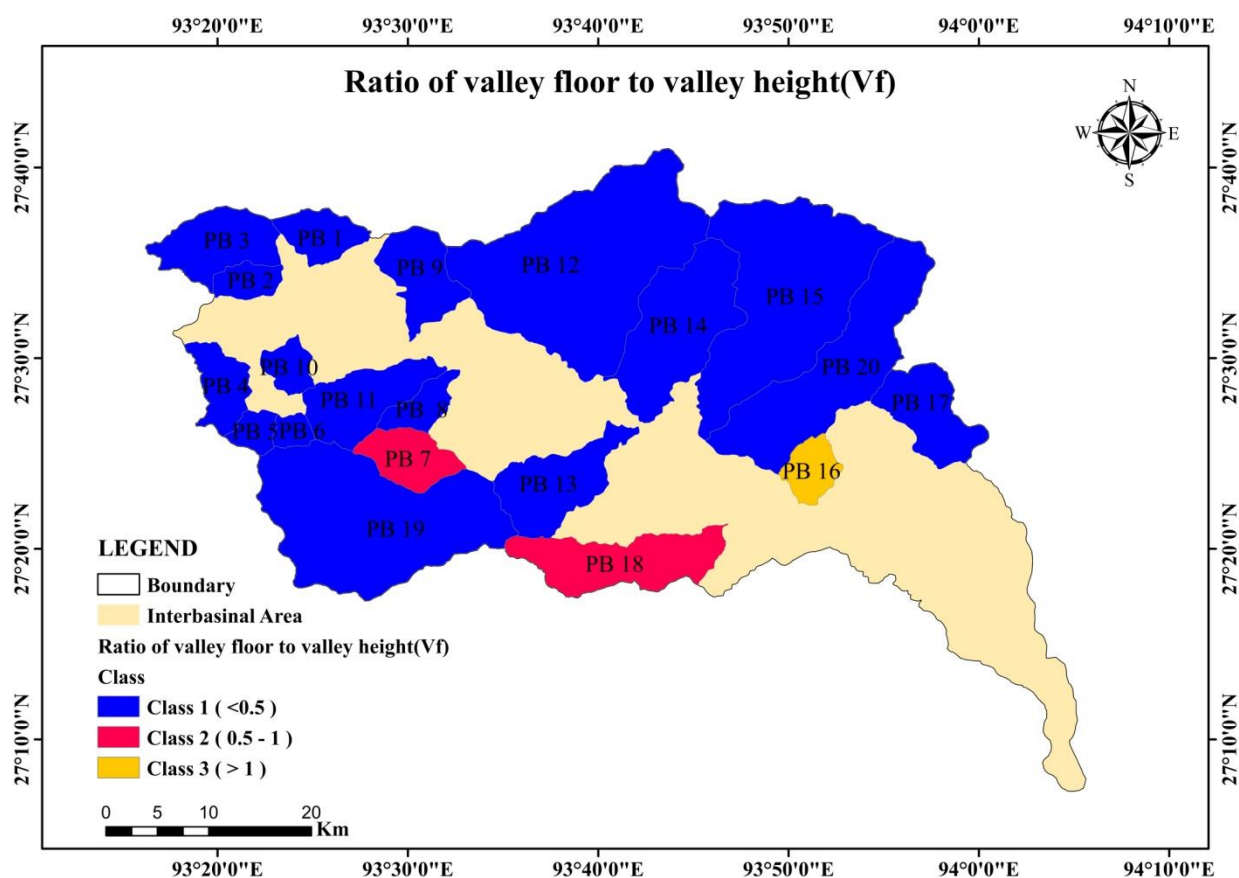 93°20'0"E 93°30'0"E 93°40'0"E 93°50'0"E 94°0'0"E 94°10'0"E
Ratio of valley floor to valley height(Vf)
N
W E
S
27°40'0"N 27°40'0"N
PB 3 PB 1
PB 2 PB 9 PB 12 PB 15
PB 14
27°30'0"N 27°30'0"N
PB 10 PB 20
PB 4 PB 11 PB 8 PB 17
PB 5 PB 6
PB 7 PB 16
PB 13
PB 19
27°20'0"N 27°20'0"N
PB 18
LEGEND
Boundary
Interbasinal Area
Ratio of valley floor to valley height(Vf)
Class
Class 1 ( <0.5 )
Class 2 ( 0.5 - 1 )
Class 3 ( > 1 )
27°10'0"N 27°10'0"N
0 5 10 20
Km
93°20'0"E 93°30'0"E 93°40'0"E 93°50'0"E 94°0'0"E 94°10'0"E